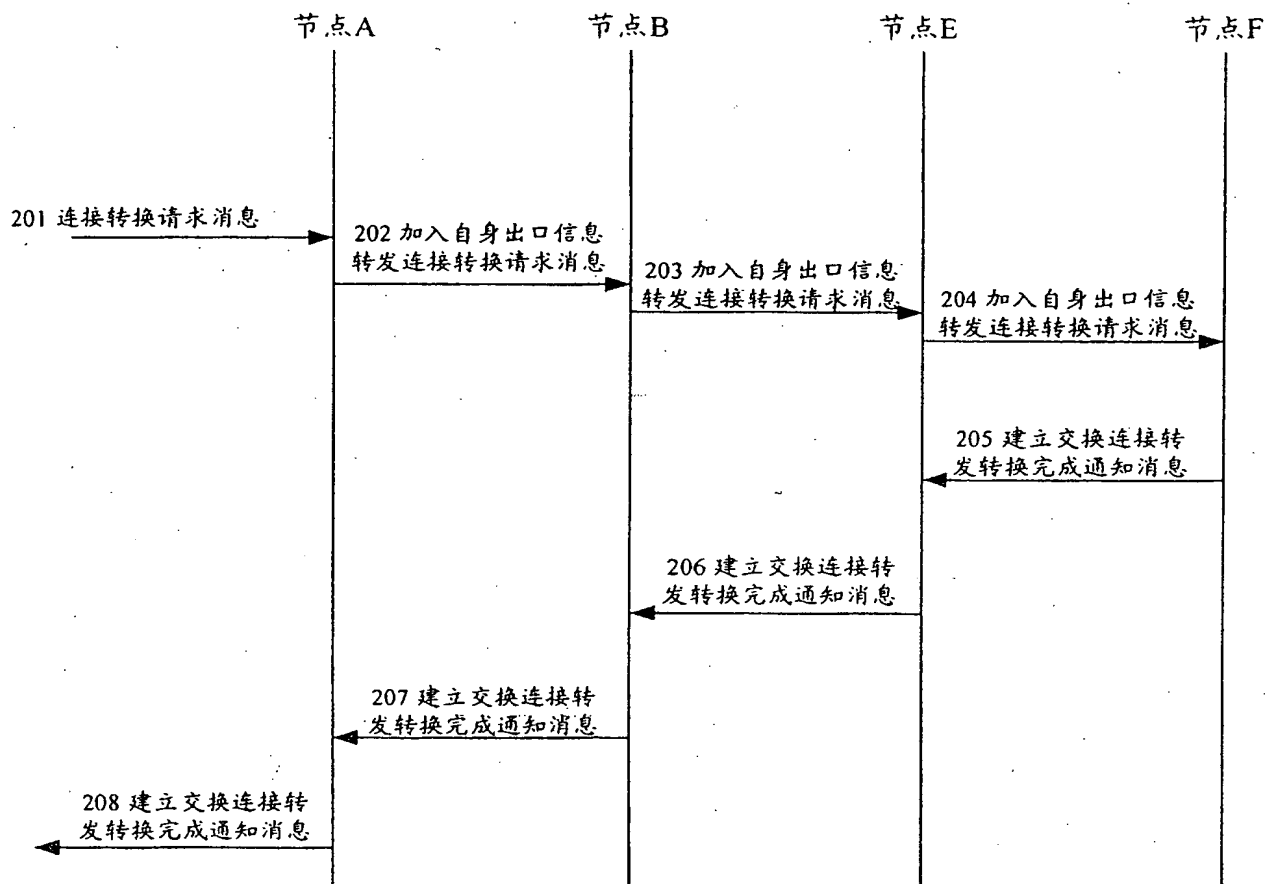 节点A
节点B
节点E
节点F
201 连接转换请求消息
202 加入自身出口信息
转发连接转换请求消息
203 加入自身出口信息
转发连接转换请求消息
204 加入自身出口信息
转发连接转换请求消息
205 建立交换连接转
发转换完成通知消息
206 建立交换连接转
发转换完成通知消息
207 建立交换连接转
发转换完成通知消息
208 建立交换连接转
发转换完成通知消息